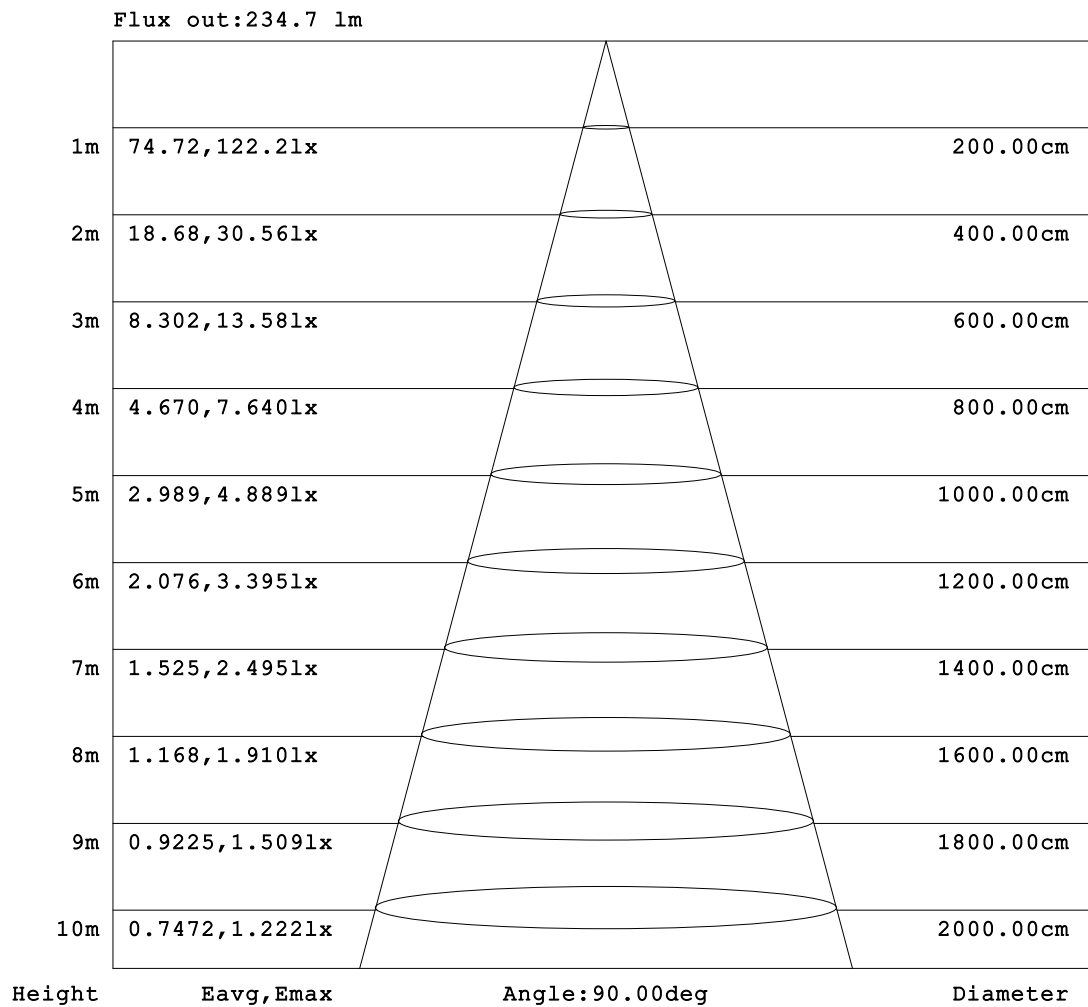 Flux out:234.7 lm
1m 74.72,122.2lx 200.00cm
2m 18.68,30.56lx 400.00cm
3m 8.302,13.58lx 600.00cm
4m 4.670,7.640lx 800.00cm
5m 2.989,4.889lx 1000.00cm
6m 2.076,3.395lx 1200.00cm
7m 1.525,2.495lx 1400.00cm
8m 1.168,1.910lx 1600.00cm
9m 0.9225,1.509lx 1800.00cm
10m 0.7472,1.222lx 2000.00cm
Height Eavg,Emax Angle:90.00deg Diameter